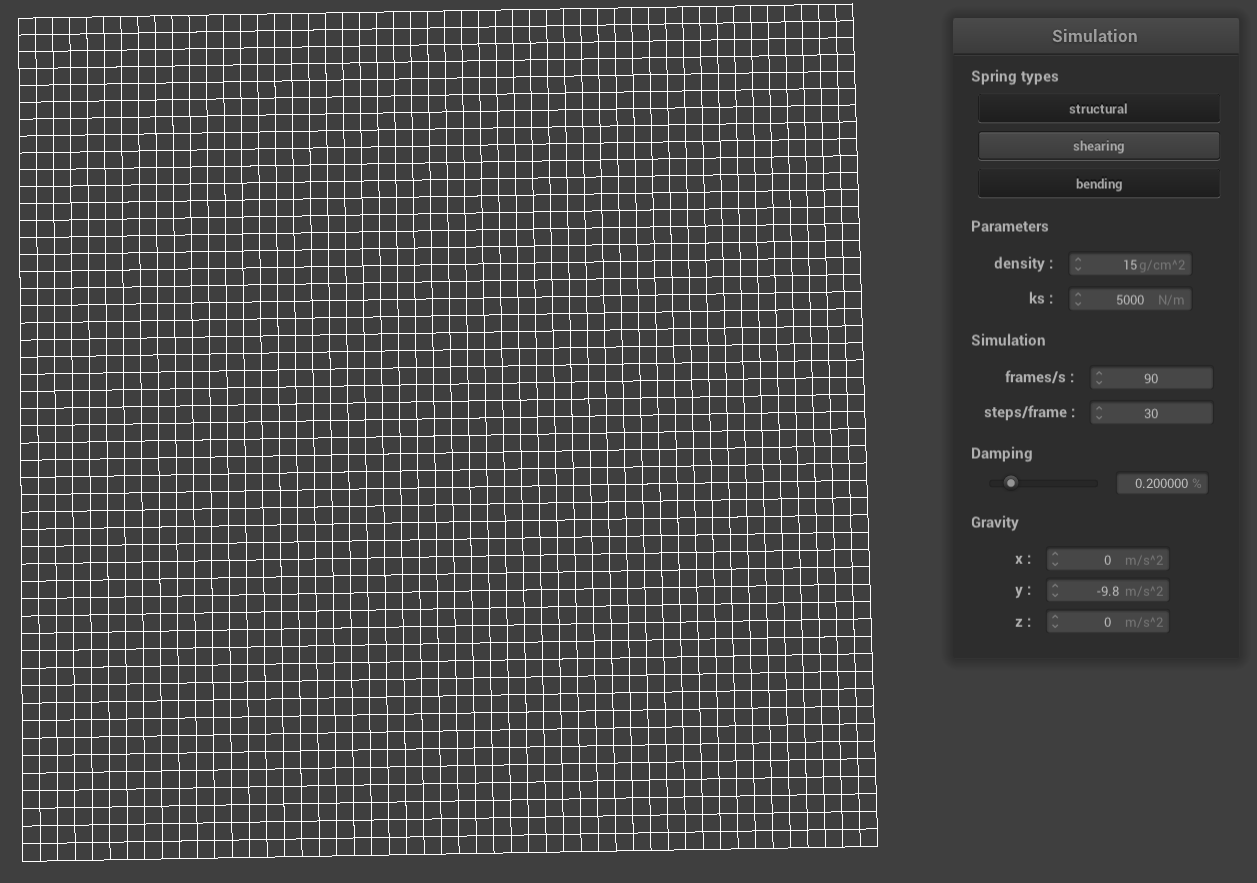 Simulation
Spring types
structural
shearing
bending
Parameters
density : 15 g/cm^2
ks : 5000 N/m
Simulation
frames/s : 90
steps/frame : 30
Damping
0.200000 %
Gravity
x : 0 m/s^2
y : -9.8 m/s^2
z : 0 m/s^2